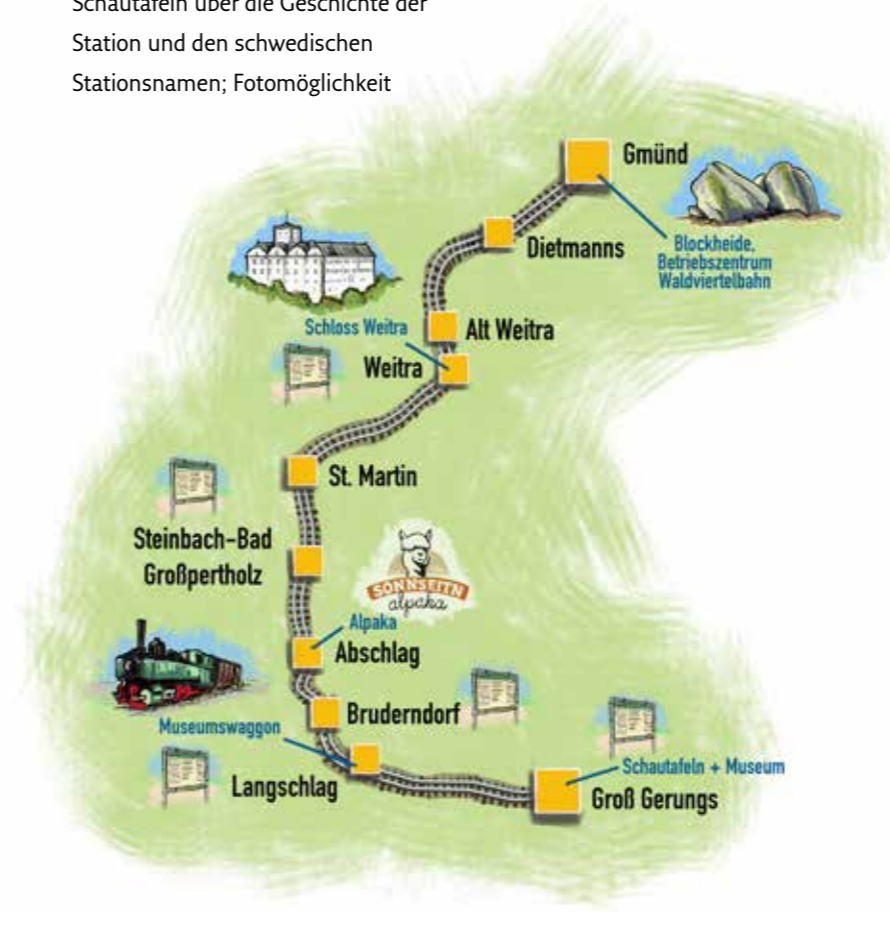 Schautafeln über die Geschichte der
Station und den schwedischen
Stationsnamen; Fotomöglichkeit
Gmünd
Blockheide,
Betriebszentrum
Waldviertelbahn
Dietmanns
Schloss Weitra
Alt Weitra
Weitra
St. Martin
Steinbach-Bad
Großpertholz
SONNSEITN
alpaka
Alpaka
Abschlag
Bruderndorf
Museumswaggon
Langschlag
Schautafeln + Museum
Groß Gerungs